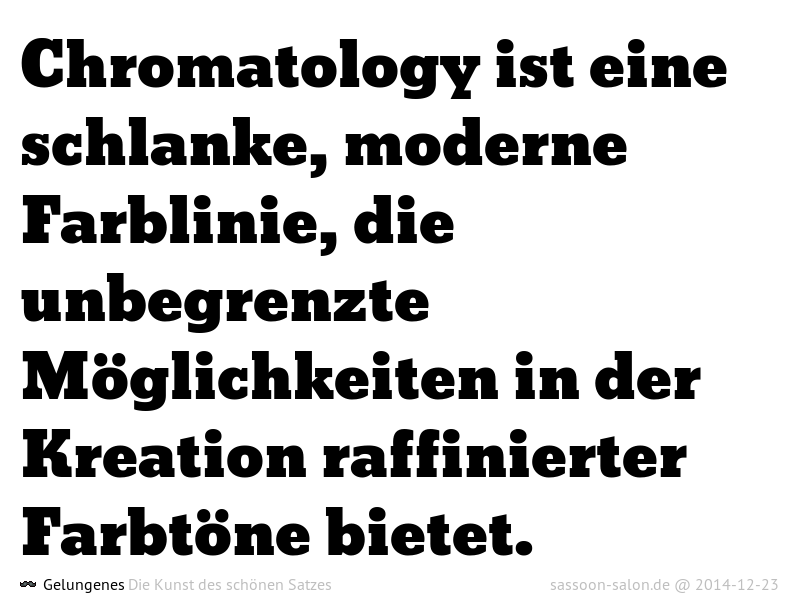 Chromatology ist eine
schlanke, moderne
Farblinie, die
unbegrenzte
Möglichkeiten in der
Kreation raffinierter
Farbtöne bietet.
Gelungenes Die Kunst des schönen Satzes sassoon-salon.de @ 2014-12-23